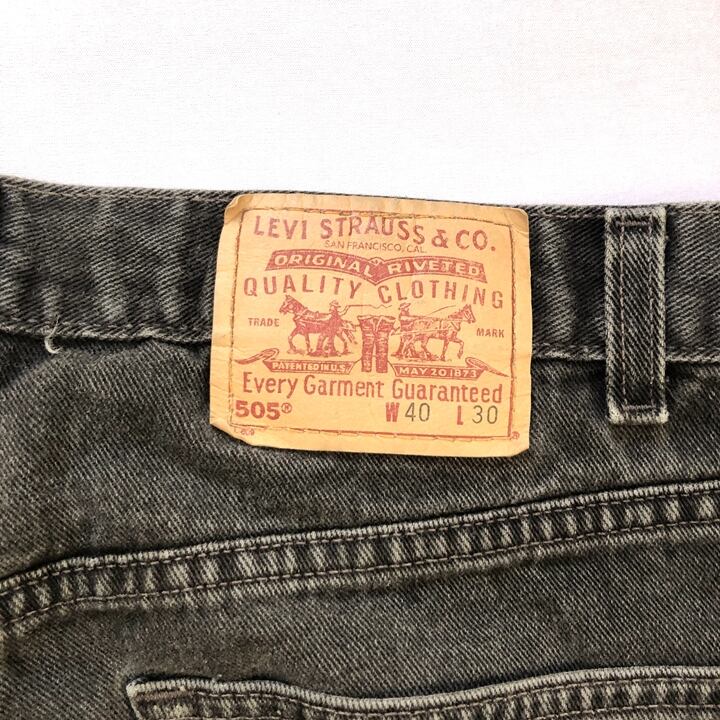 LEVI STRAUSS & CO.
SAN FRANCISCO, CAL.
ORIGINAL RIVETED
QUALITY CLOTHING
TRADE MARK
PATENTED IN U.S. MAY 20 1873
Every Garment Guaranteed
505® W 40 L 30